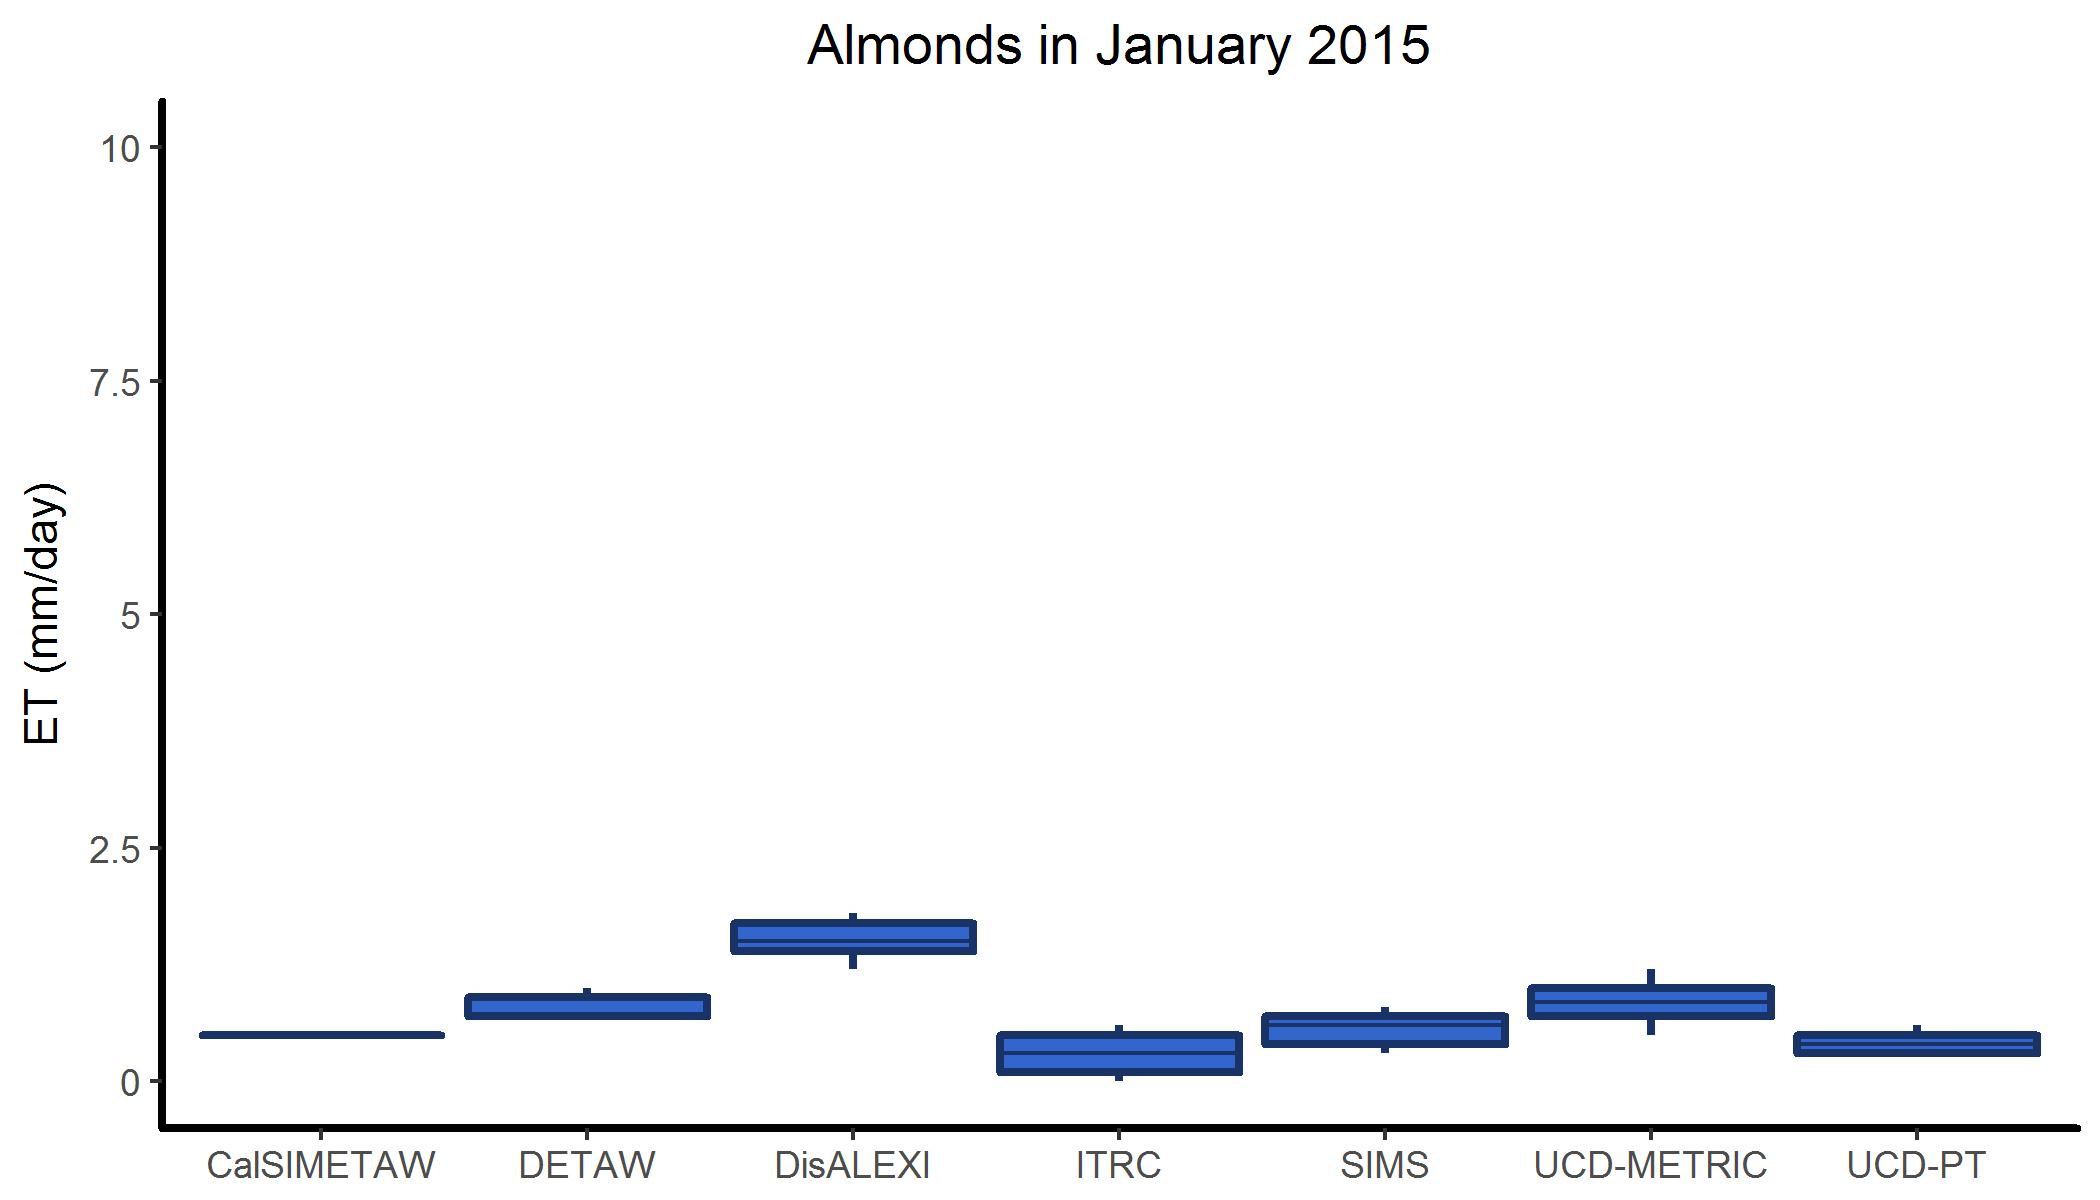 Almonds in January 2015
10
7.5
5
2.5
0
ET (mm/day)
CalSIMETAW DETAW DisALEXI ITRC SIMS UCD-METRIC UCD-PT